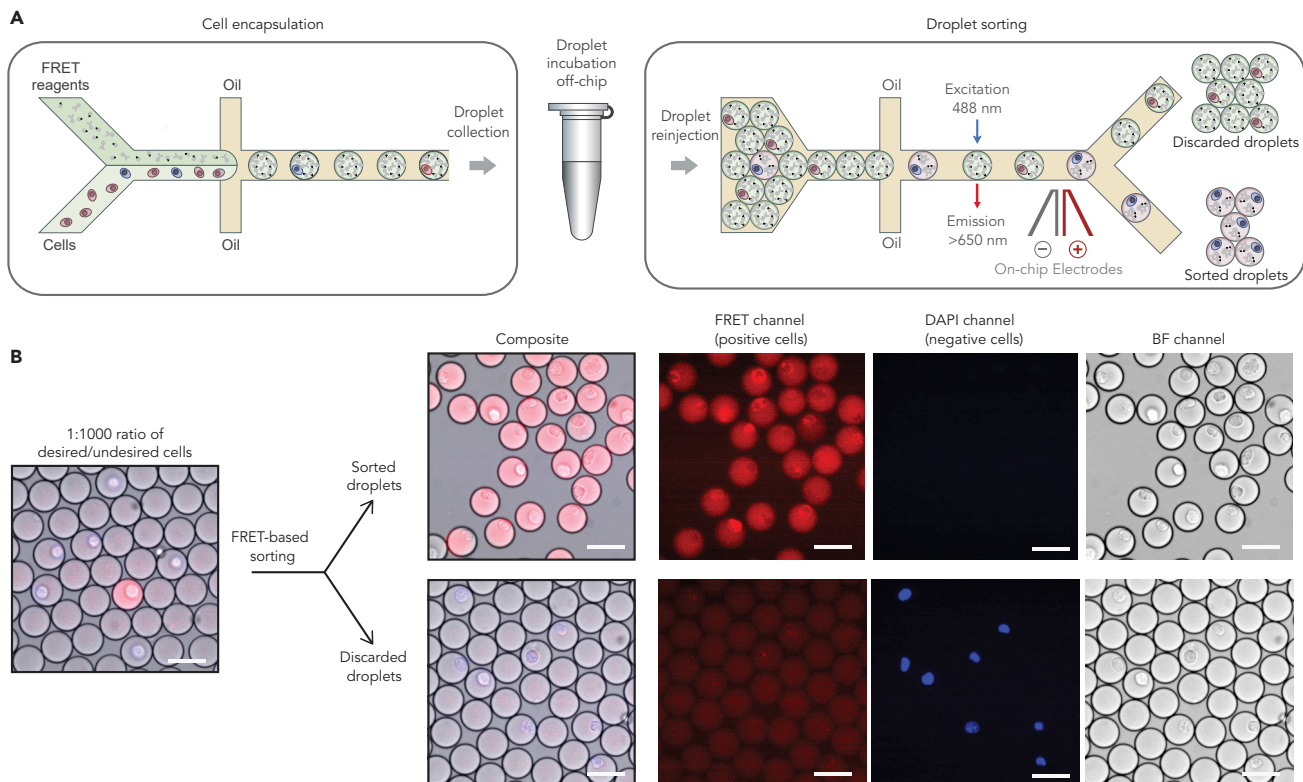 A
Cell encapsulation
FRET
reagents
Oil
Cells
Oil
Droplet
collection
Droplet
incubation
off-chip
Droplet sorting
Droplet
reinjection
Oil
Oil
Excitation
488 nm
Emission
>650 nm
−
+
On-chip Electrodes
Discarded droplets
Sorted droplets
B
1:1000 ratio of
desired/undesired cells
FRET-based
sorting
Sorted
droplets
Discarded
droplets
Composite
FRET channel
(positive cells)
DAPI channel
(negative cells)
BF channel